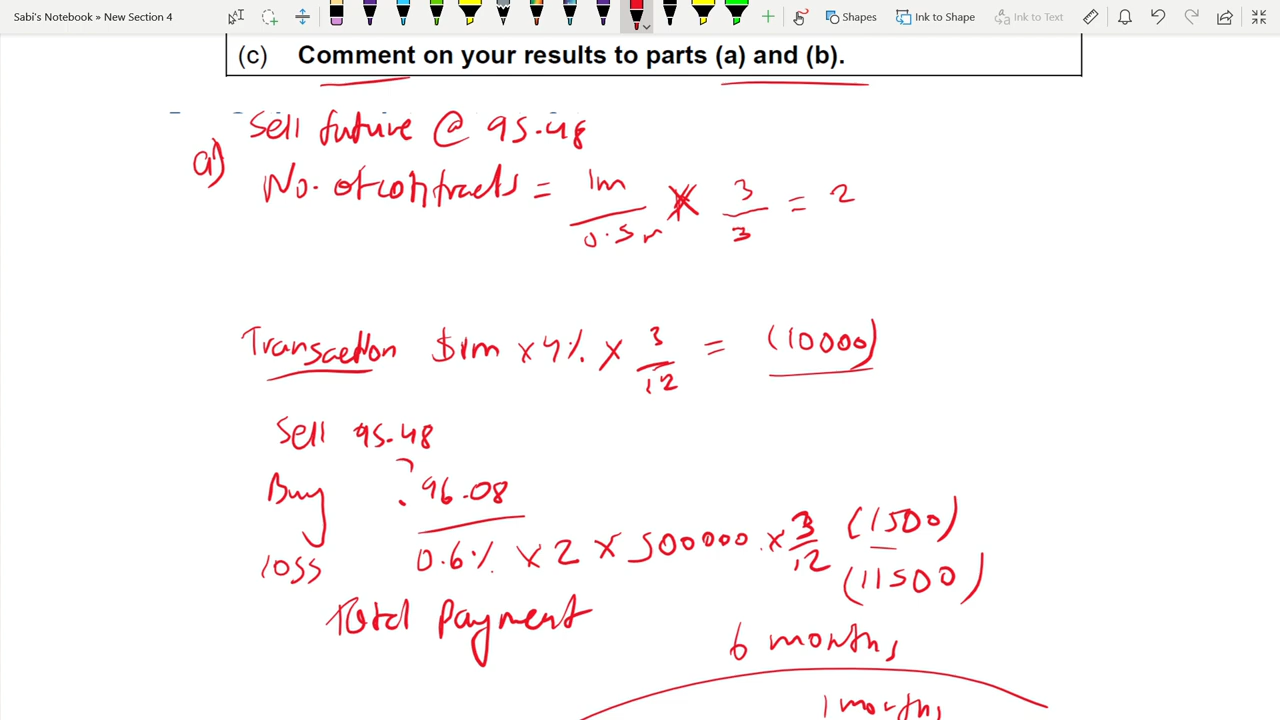 Sabi's Notebook » New Section 4
Shapes Ink to Shape Ink to Text
(c) Comment on your results to parts (a) and (b).
a) Sell future @ 95.48
No. of contracts = 1m / 0.5m × 3 / 3 = 2
Transaction $1m × 4% × 3 / 12 = (10000)
Sell 95.48
Buy ? 96.08
loss 0.6% × 2 × 500000 × 3 / 12 (1500)
(11500)
Total Payment
6 months
1 months